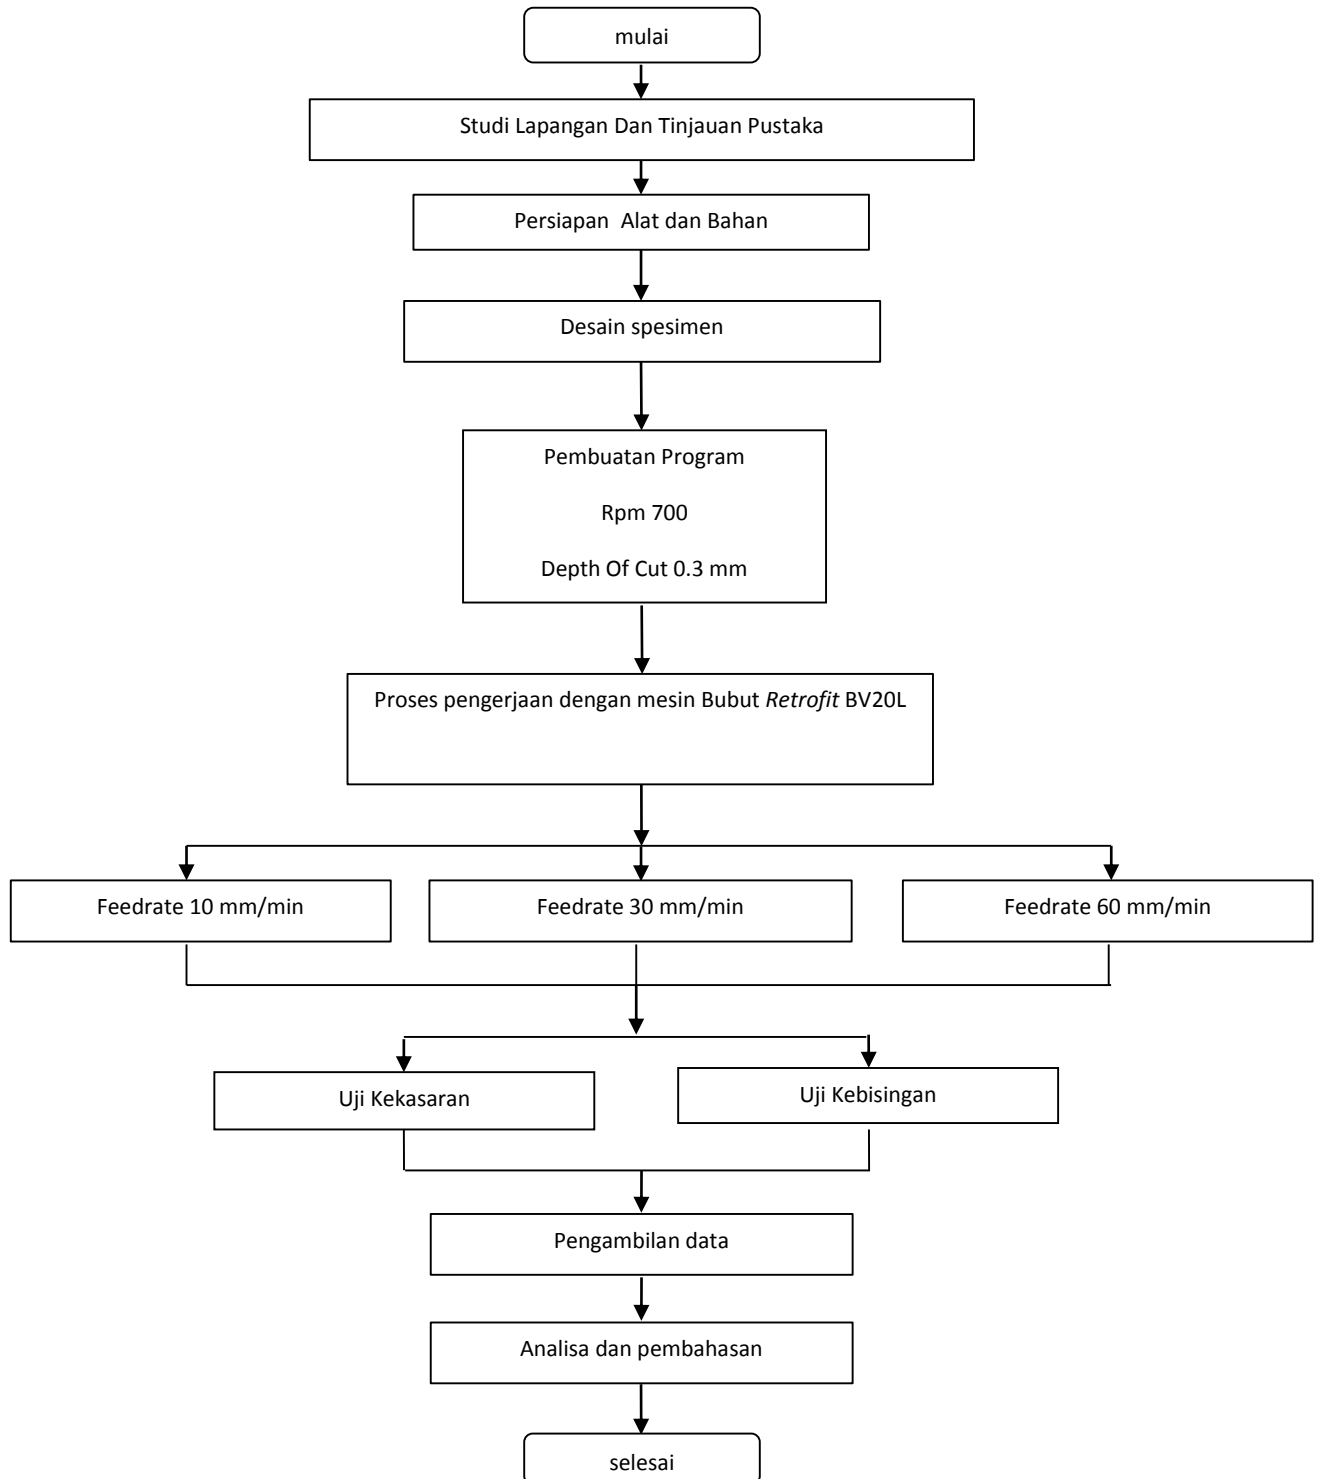 mulai
Studi Lapangan Dan Tinjauan Pustaka
Persiapan  Alat dan Bahan
Desain spesimen
Pembuatan Program
Rpm 700
Depth Of Cut 0.3 mm
Proses pengerjaan dengan mesin Bubut Retrofit BV20L
Feedrate 10 mm/min
Feedrate 30 mm/min
Feedrate 60 mm/min
Uji Kekasaran
Uji Kebisingan
Pengambilan data
Analisa dan pembahasan
selesai